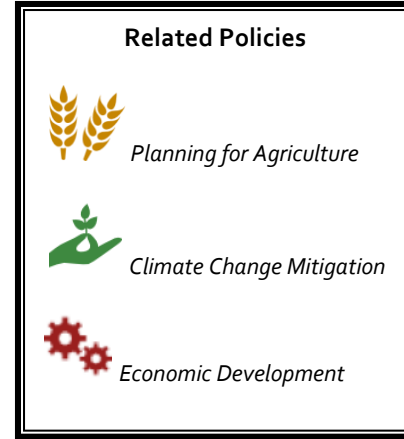 Related Policies
Planning for Agriculture
Climate Change Mitigation
Economic Development